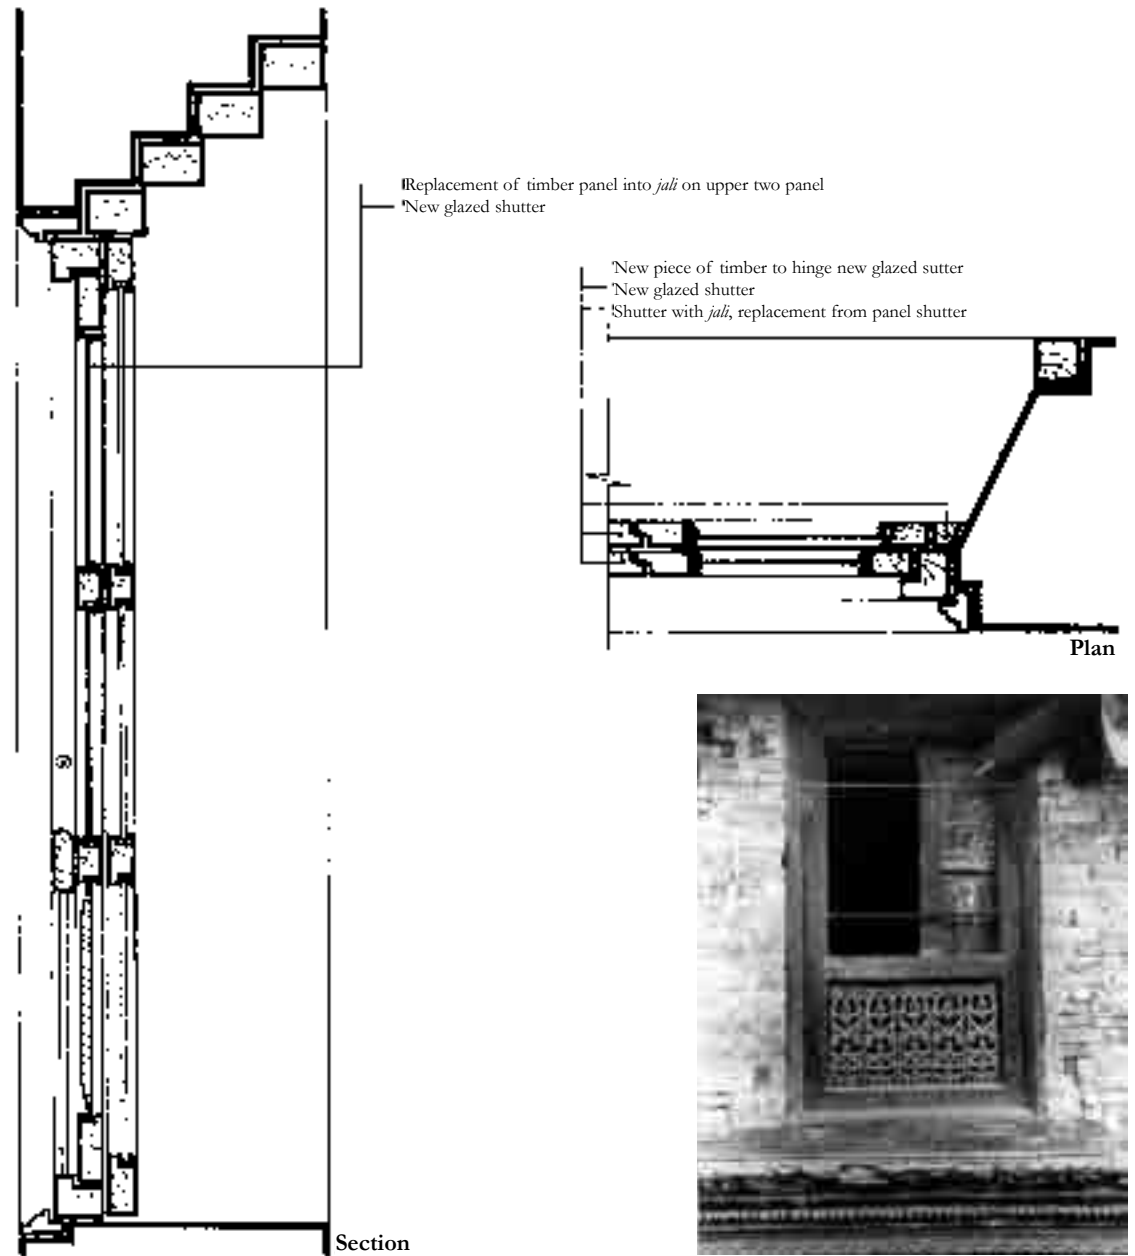 Replacement of timber panel into jali on upper two panel
New glazed shutter
New piece of timber to hinge new glazed sutter
New glazed shutter
Shutter with jali, replacement from panel shutter
Plan
Section